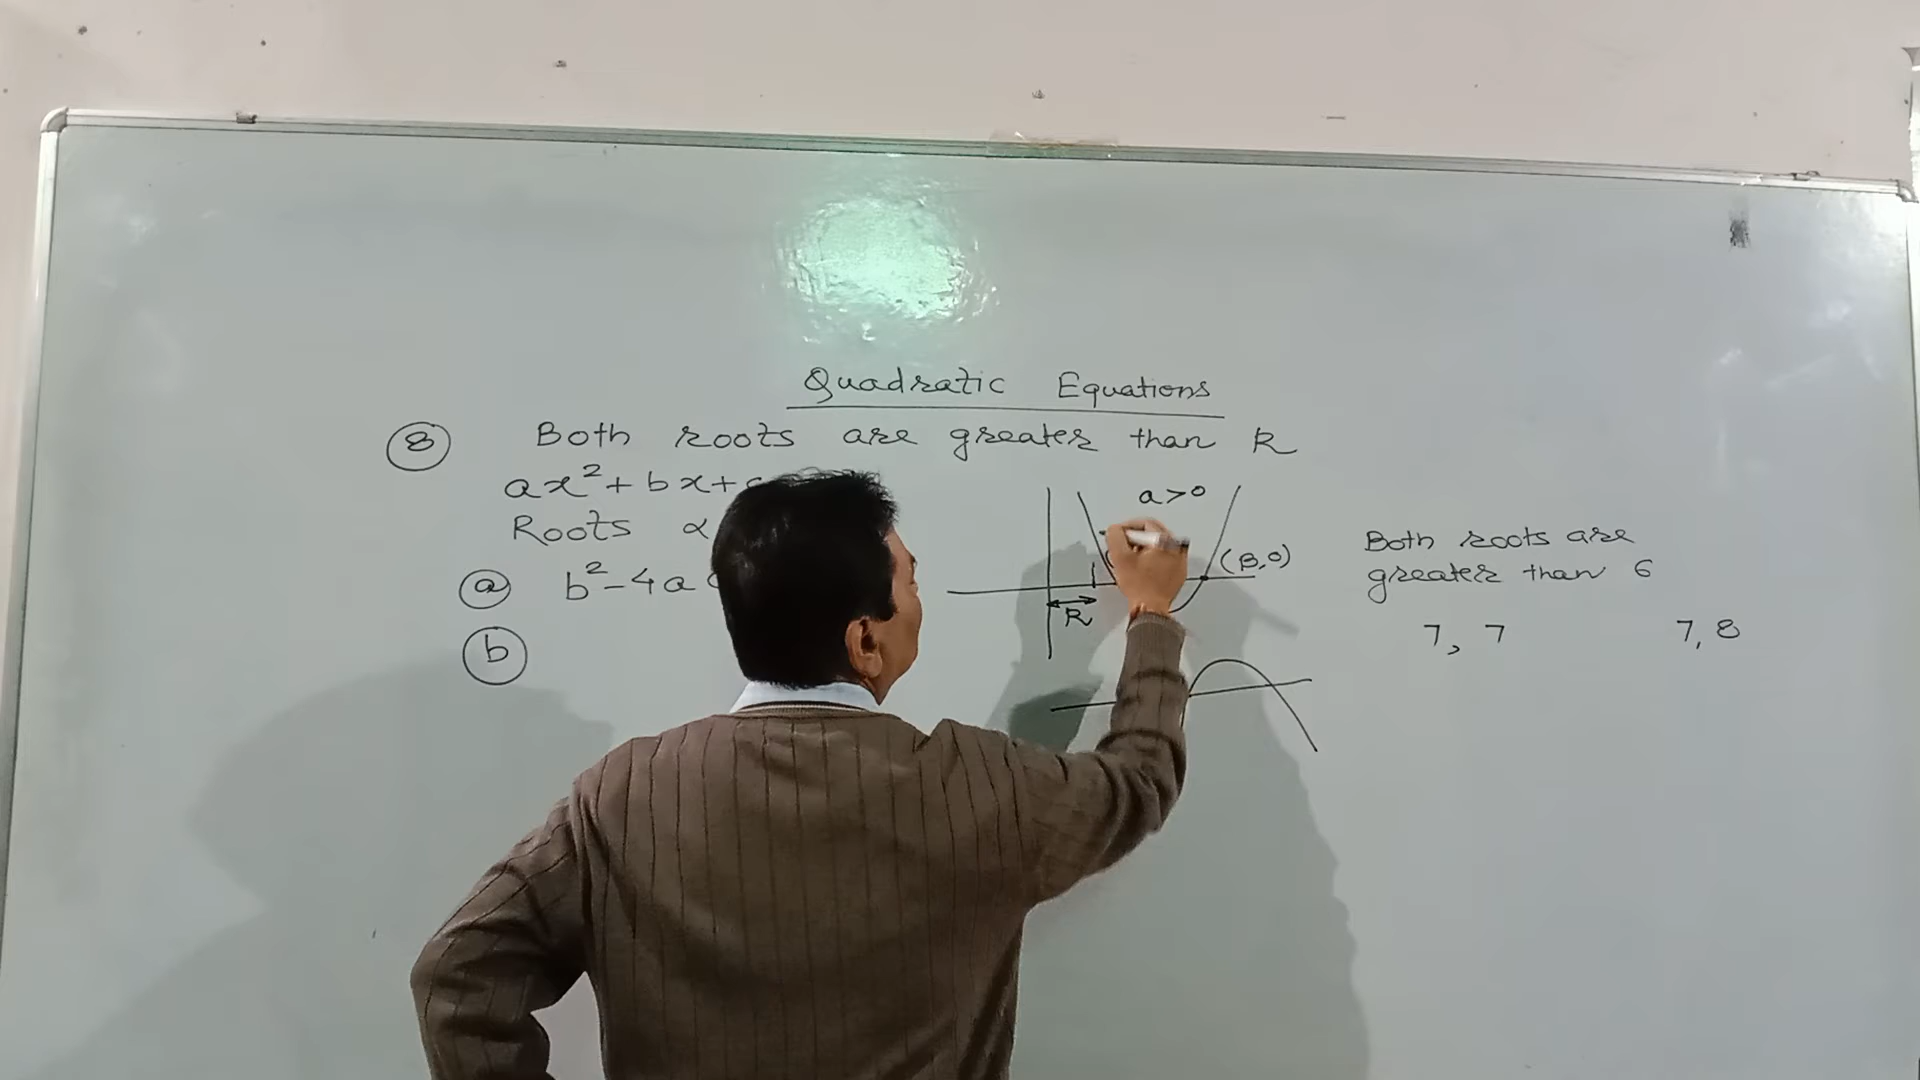 Quadratic Equations
8 Both roots are greater than k
ax²+bx+
Roots α
a b²-4a
b
a>0
(β,0)
k
Both roots are
greater than 6
7, 7 7, 8